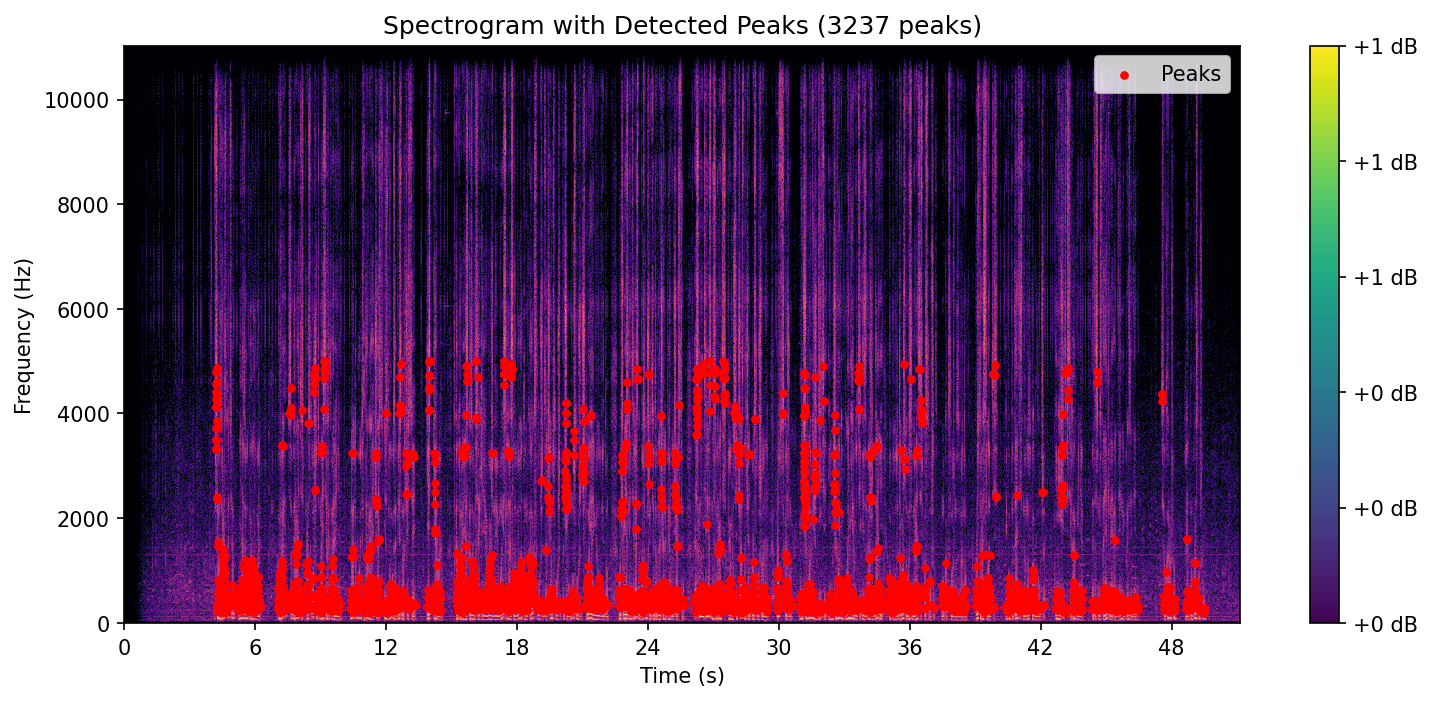 Spectrogram with Detected Peaks (3237 peaks)
Peaks
Frequency (Hz)
10000
8000
6000
4000
2000
0
0 6 12 18 24 30 36 42 48
Time (s)
+1 dB
+1 dB
+1 dB
+0 dB
+0 dB
+0 dB